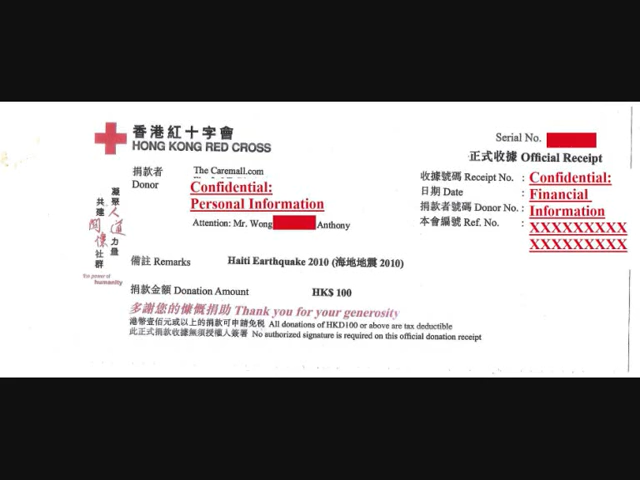 香港紅十字會
HONG KONG RED CROSS
Serial No.
正式收據 Official Receipt
捐款者 The Caremall.com
Donor Confidential:
Personal Information
Attention: Mr. Wong Anthony
收據號碼 Receipt No. : Confidential:
日期 Date : Financial
捐款者號碼 Donor No. : Information
本會編號 Ref. No. : XXXXXXXXX
XXXXXXXXX
凝聚人道力量
共建關懷社群
The power of humanity
備註 Remarks Haiti Earthquake 2010 (海地地震 2010)
捐款金額 Donation Amount HK$ 100
多謝您的慷慨捐助 Thank you for your generosity
港幣壹佰元或以上的捐款可申請免稅 All donations of HKD100 or above are tax deductible
此正式捐款收據無須授權人簽署 No authorized signature is required on this official donation receipt